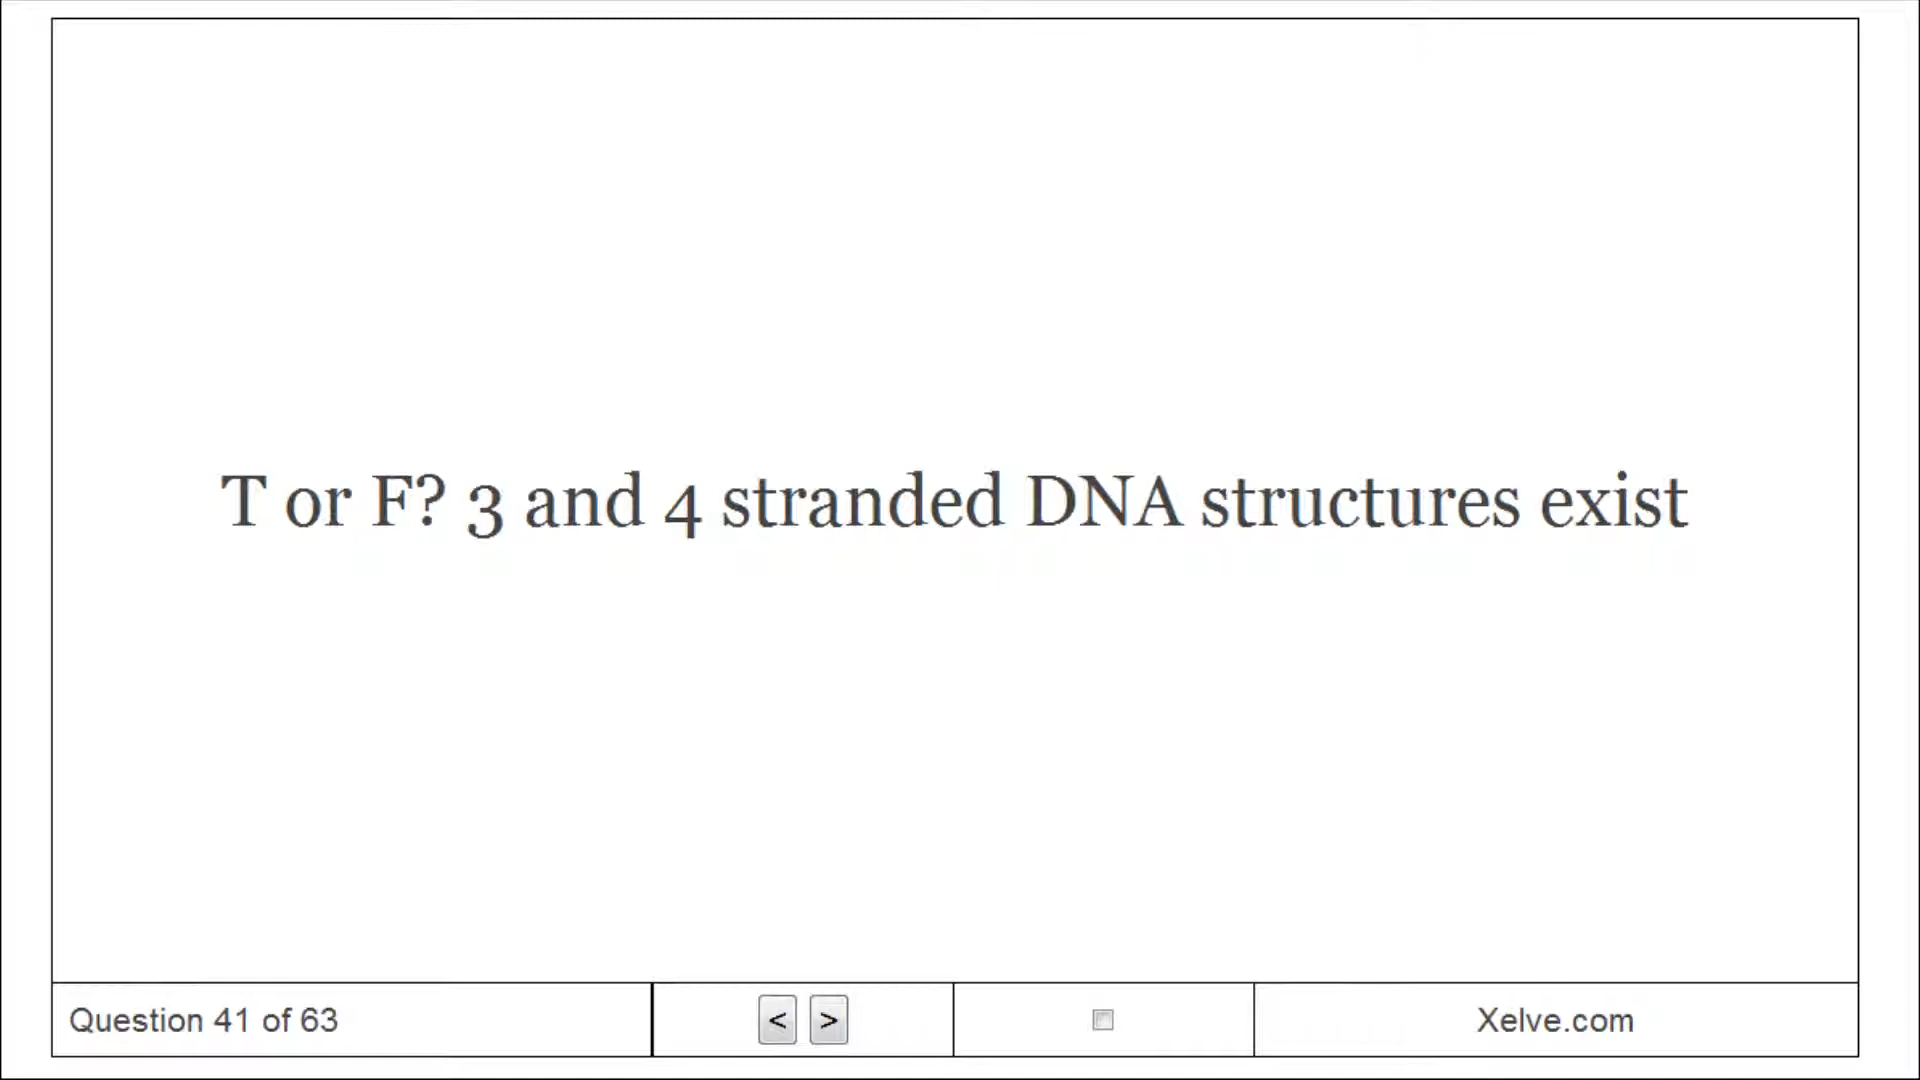 T or F? 3 and 4 stranded DNA structures exist
Question 41 of 63
< >
Xelve.com